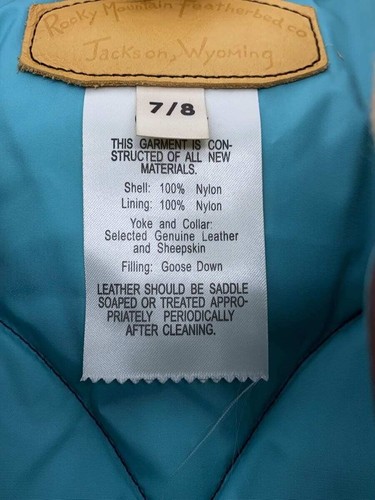 Rocky Mountain Featherbed.co
Jackson, Wyoming
7/8
THIS GARMENT IS CON-
STRUCTED OF ALL NEW
MATERIALS.
Shell: 100% Nylon
Lining: 100% Nylon
Yoke and Collar:
Selected Genuine Leather
and Sheepskin
Filling: Goose Down
LEATHER SHOULD BE SADDLE
SOAPED OR TREATED APPRO-
PRIATELY PERIODICALLY
AFTER CLEANING.